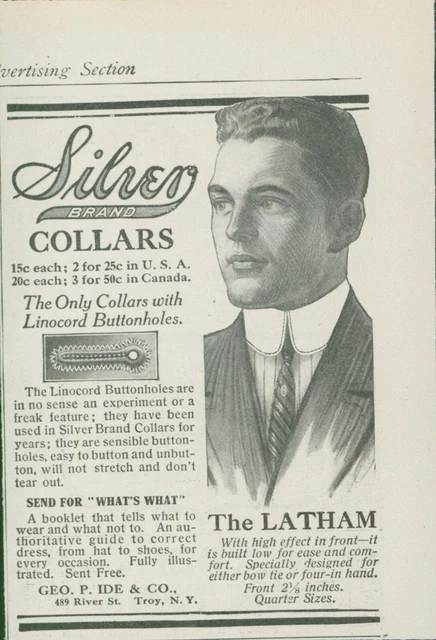 vertising Section
Silver
BRAND
COLLARS
15c each; 2 for 25c in U. S. A.
20c each; 3 for 50c in Canada.
The Only Collars with
Linocord Buttonholes.
The Linocord Buttonholes are
in no sense an experiment or a
freak feature; they have been
used in Silver Brand Collars for
years; they are sensible button-
holes, easy to button and unbut-
ton, will not stretch and don't
tear out.
SEND FOR "WHAT'S WHAT"
A booklet that tells what to
wear and what not to. An au-
thoritative guide to correct
dress, from hat to shoes, for
every occasion. Fully illus-
trated. Sent Free.
GEO. P. IDE & CO.,
489 River St. Troy, N. Y.
The LATHAM
With high effect in front—it
is built low for ease and com-
fort. Specially designed for
either bow tie or four-in hand.
Front 2⅛ inches.
Quarter Sizes.